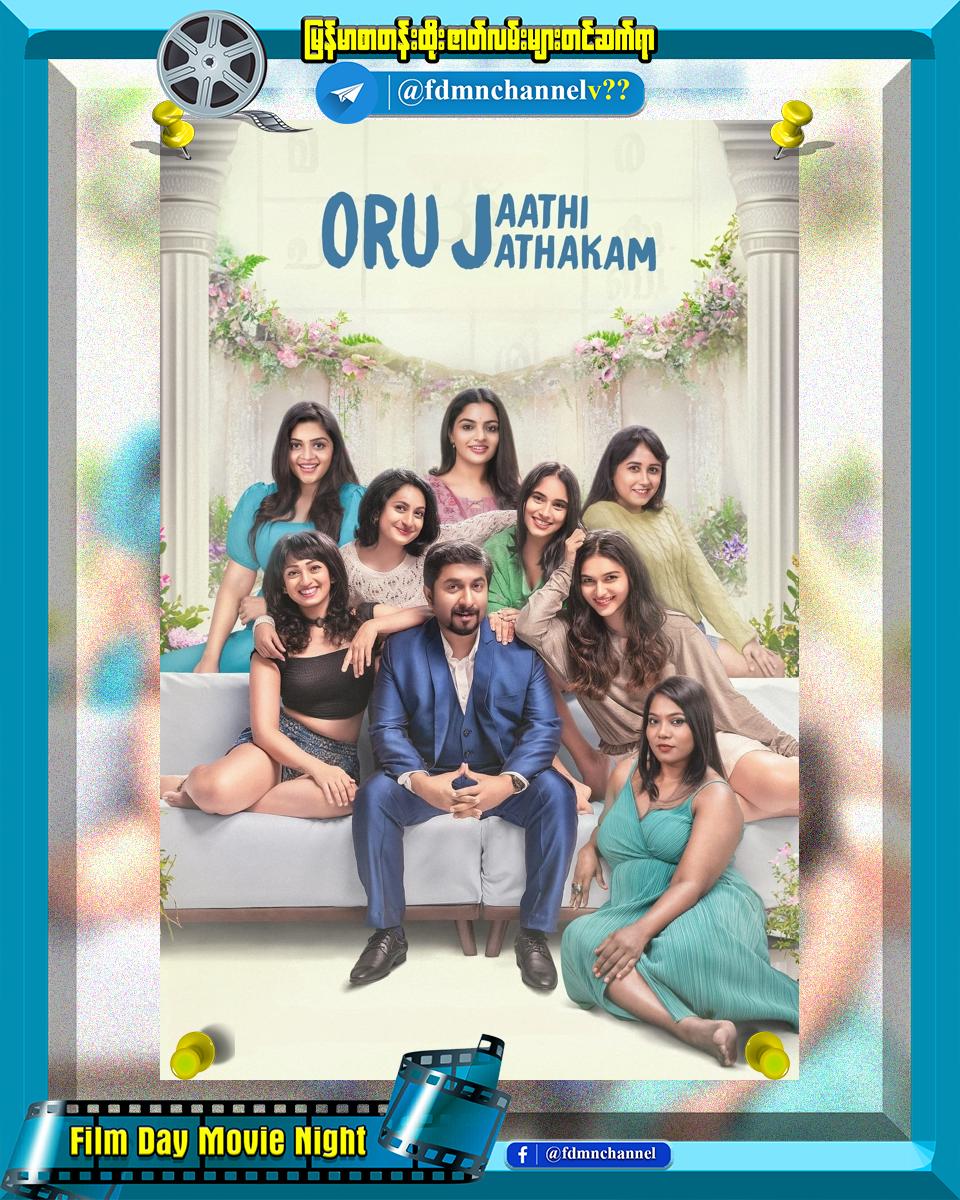 မြန်မာစာတန်းထိုး ဇာတ်လမ်းများတင်ဆက်ရာ
@fdmnchannelv??
ORU JAATHI
JATHAKAM
Film Day Movie Night
@fdmnchannel